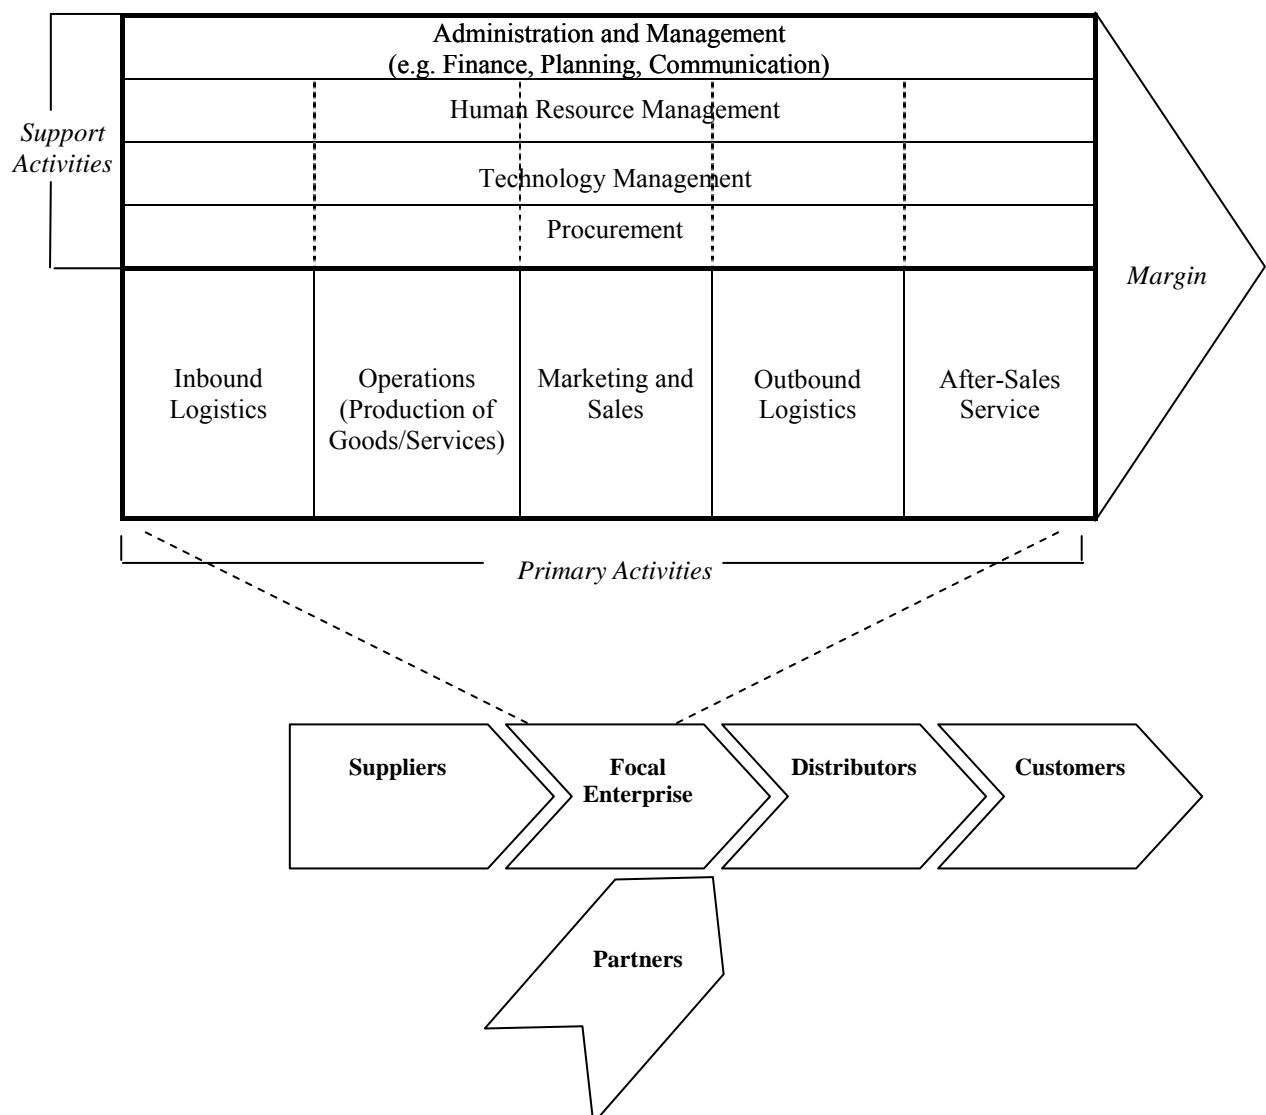 Administration and Management
(e.g. Finance, Planning, Communication)
Human Resource Management
Support
Activities
Technology Management
Procurement
Margin
Inbound
Logistics
Operations
(Production of
Goods/Services)
Marketing and
Sales
Outbound
Logistics
After-Sales
Service
Primary Activities
Suppliers
Focal
Enterprise
Distributors
Customers
Partners